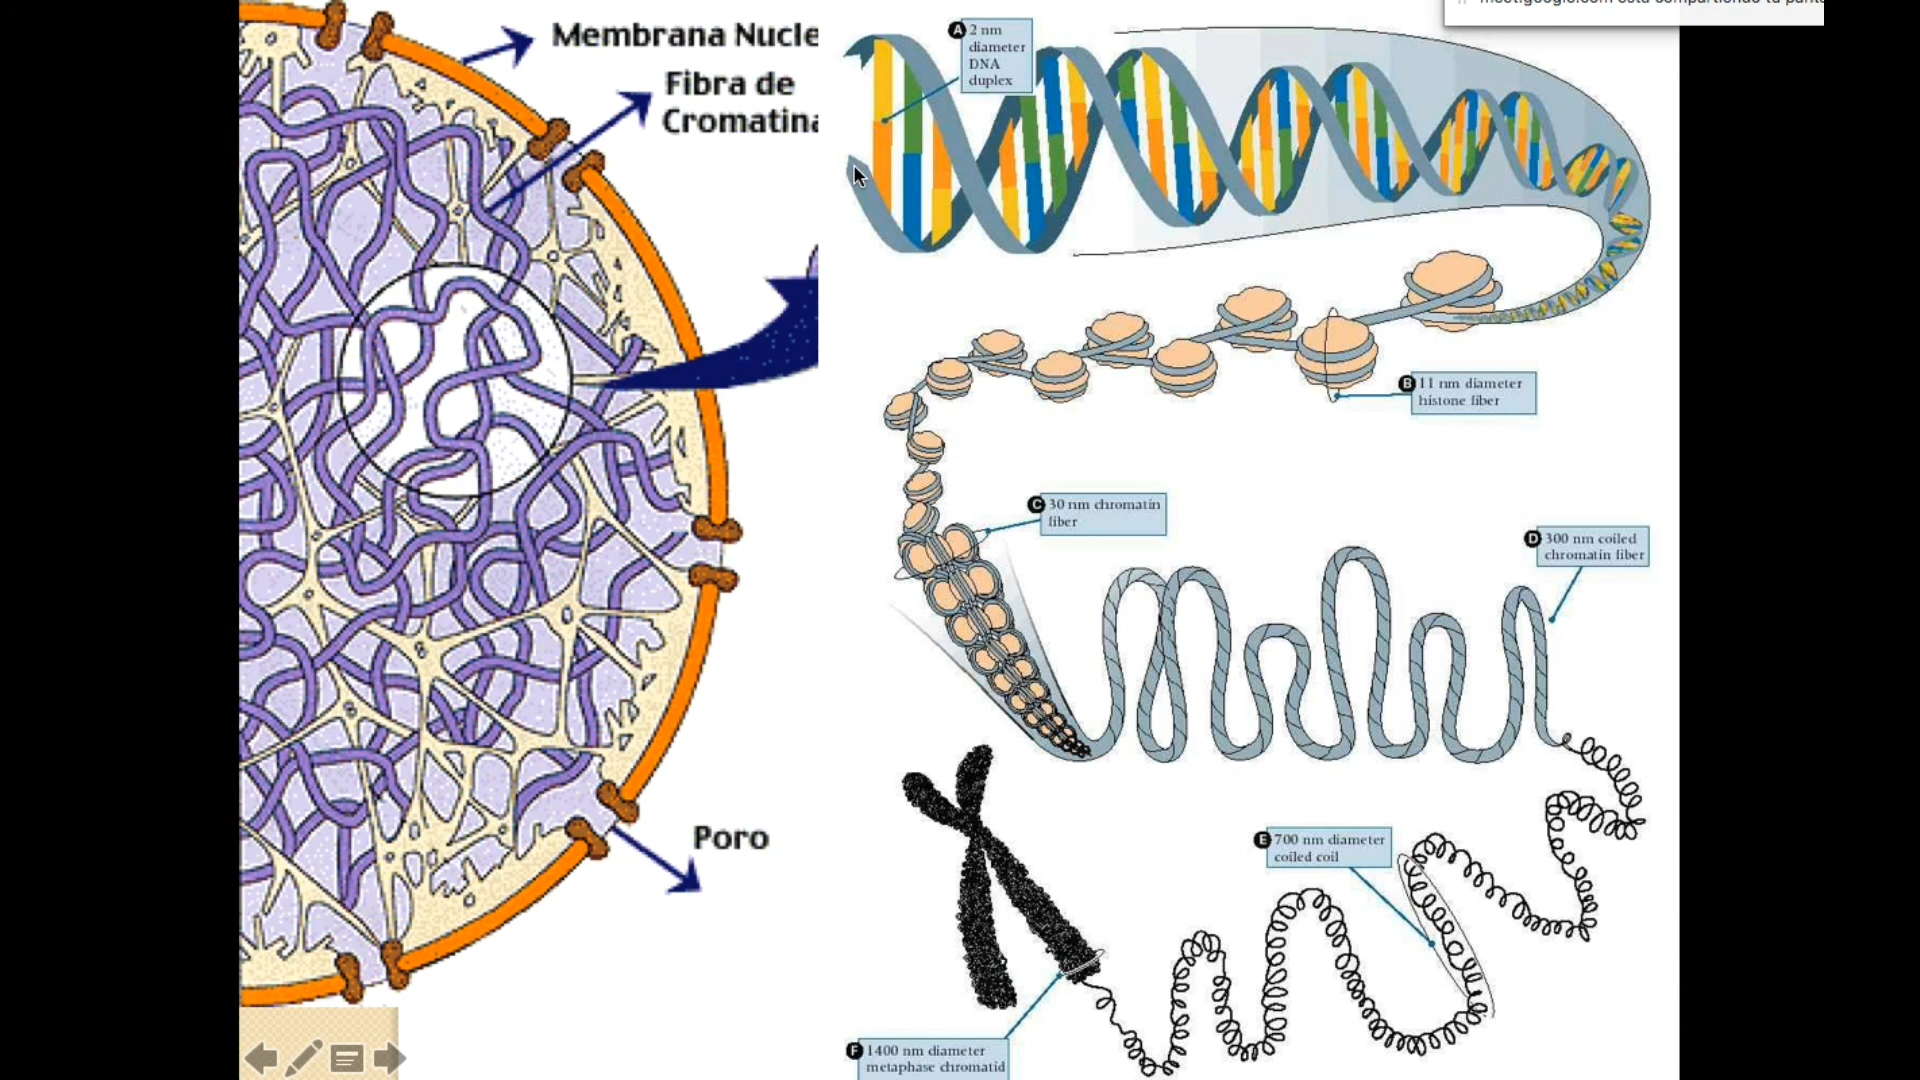 Membrana Nucle
Fibra de
Cromatina
Poro
A 2 nm
diameter
DNA
duplex
B 11 nm diameter
histone fiber
C 30 nm chromatin
fiber
D 300 nm coiled
chromatin fiber
E 700 nm diameter
coiled coil
F 1400 nm diameter
metaphase chromatid